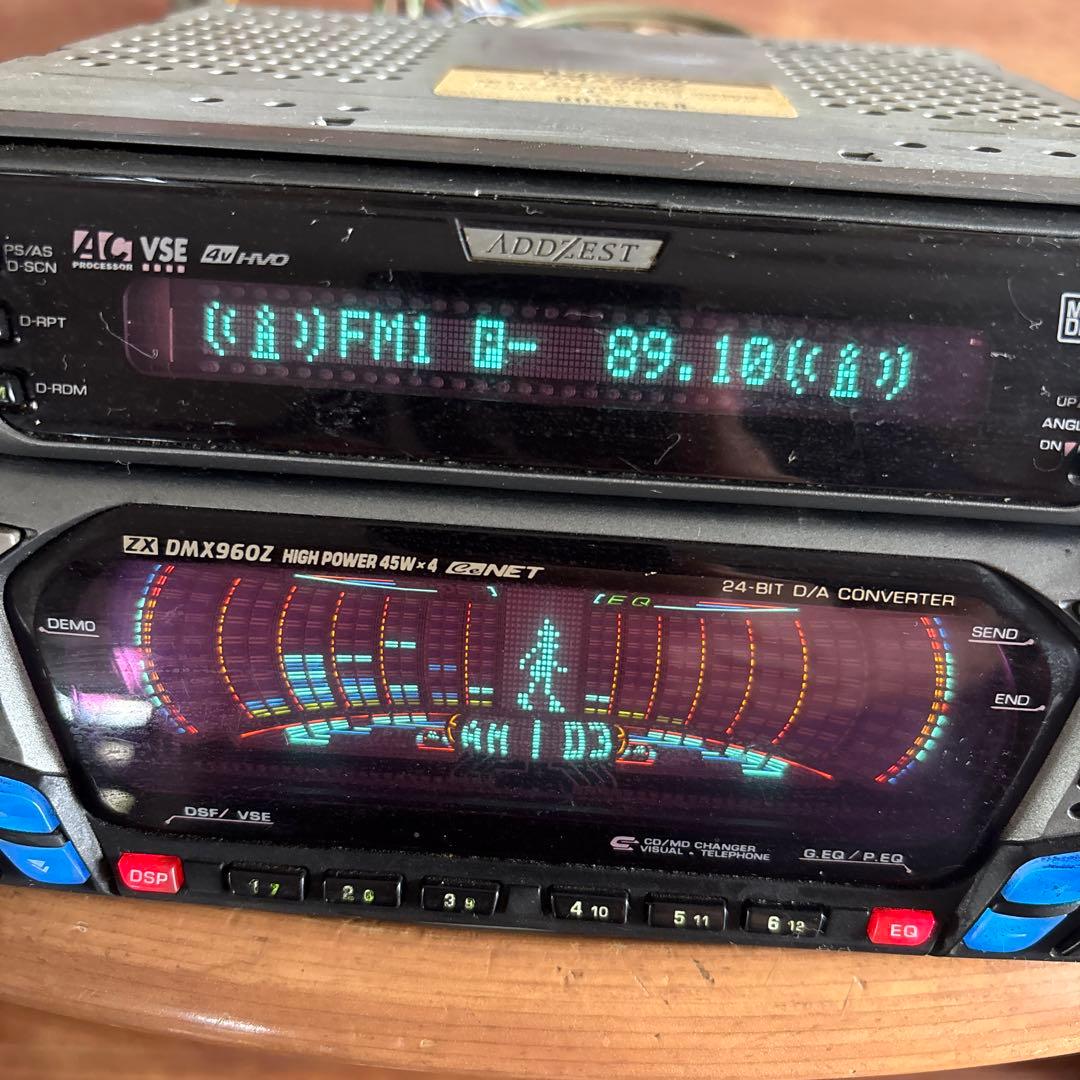 PS/AS
D-SCN
AC
PROCESSOR
VSE
4V HVO
ADDZEST
D-RPT
D-RDM
FM1 - 89.10
UP
ANGL
ON
ZX DMX960Z HIGH POWER 45W×4 CeNET
24-BIT D/A CONVERTER
EQ
DEMO
SEND
END
DSF/ VSE
CD/MD CHANGER
VISUAL • TELEPHONE
G.EQ / P.EQ
DSP
1 7
2 8
3 9
4 10
5 11
6 12
EQ